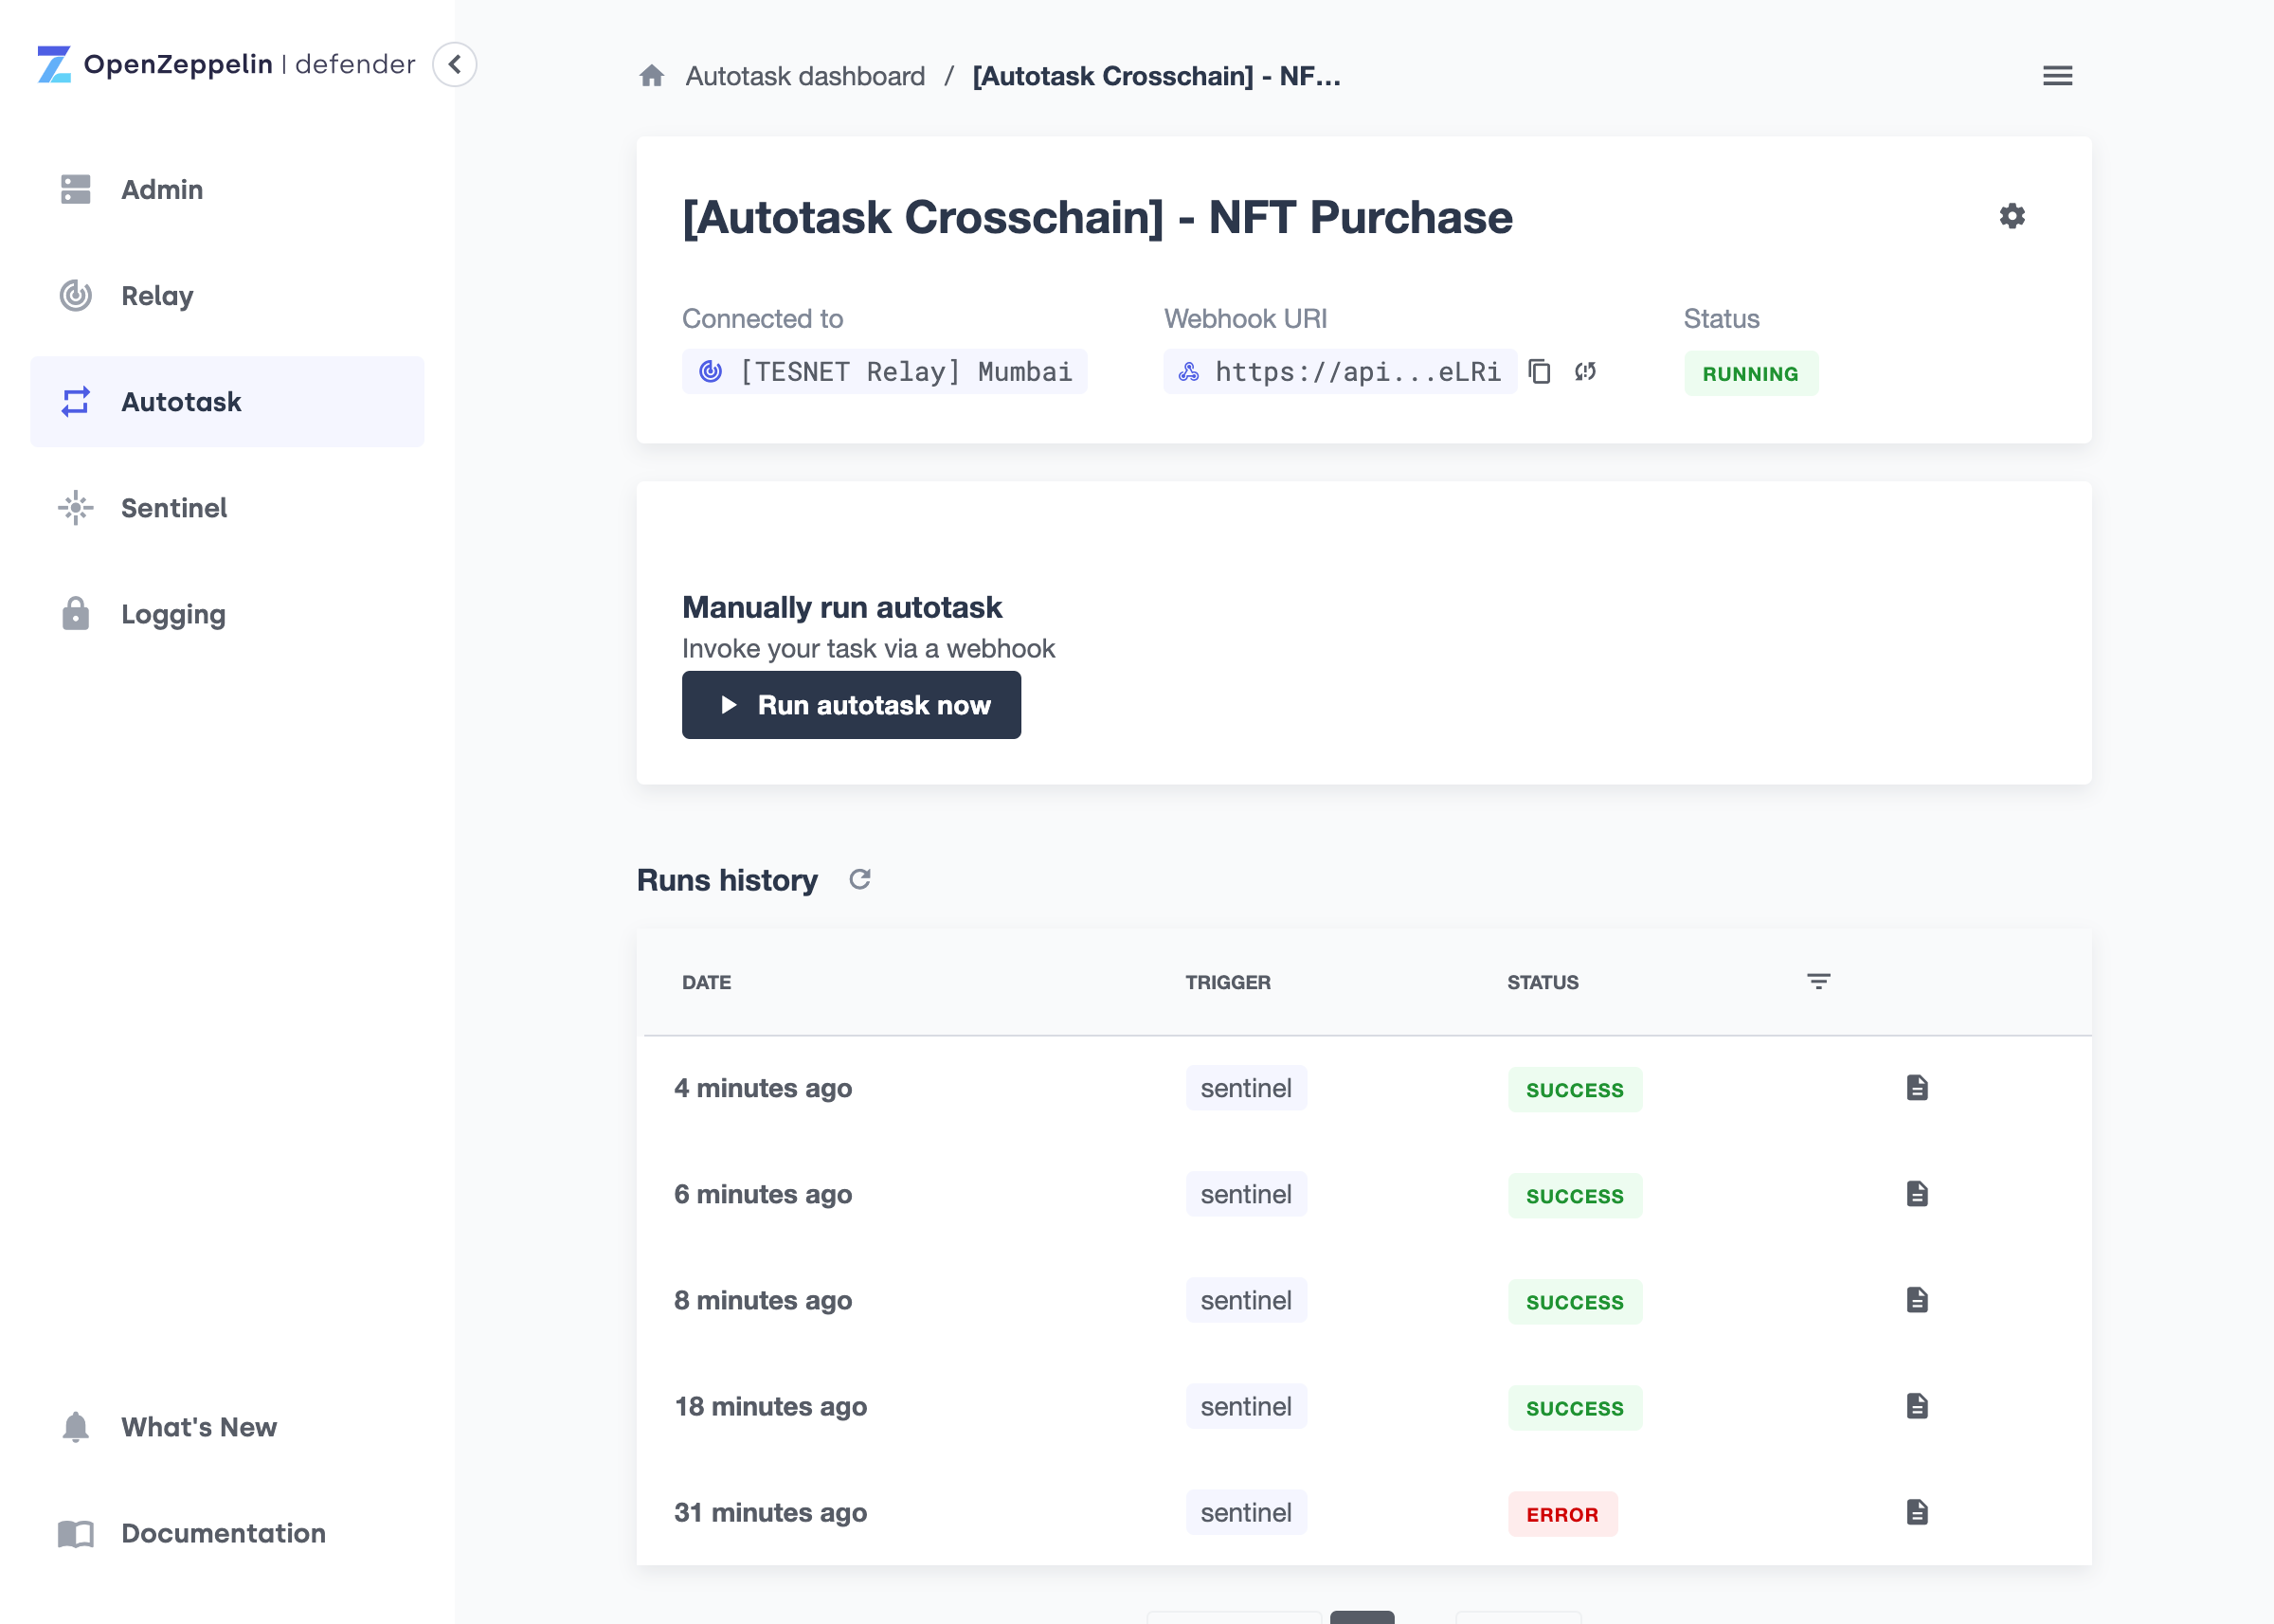 OpenZeppelin | defender
Admin
Relay
Autotask
Sentinel
Logging
What's New
Documentation
Autotask dashboard / [Autotask Crosschain] - NF...
[Autotask Crosschain] - NFT Purchase
Connected to
[TESNET Relay] Mumbai
Webhook URI
https://api...eLRi
Status
RUNNING
Manually run autotask
Invoke your task via a webhook
Run autotask now
Runs history
DATE TRIGGER STATUS
4 minutes ago sentinel SUCCESS
6 minutes ago sentinel SUCCESS
8 minutes ago sentinel SUCCESS
18 minutes ago sentinel SUCCESS
31 minutes ago sentinel ERROR